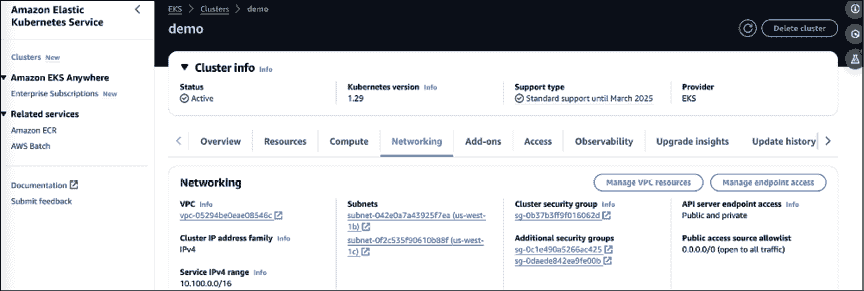 Amazon Elastic
Kubernetes Service
Clusters New
Amazon EKS Anywhere
Enterprise Subscriptions New
Related services
Amazon ECR
AWS Batch
Documentation
Submit feedback
EKS > Clusters > demo
demo
Delete cluster
Cluster info Info
Status
Active
Kubernetes version Info
1.29
Support type
Standard support until March 2025
Provider
EKS
Overview Resources Compute Networking Add-ons Access Observability Upgrade insights Update history
Networking
Manage VPC resources
Manage endpoint access
VPC Info
vpc-05294be0eae08546c
Cluster IP address family Info
IPv4
Service IPv4 range Info
10.100.0.0/16
Subnets
subnet-042e0a7a43925f7ea (us-west-
1b)
subnet-0f2c535f90610b88f (us-west-
1c)
Cluster security group Info
sg-0b37b3ff9f016062d
Additional security groups
sg-0c1e490a5266ac425
sg-0daede842ea9fe00b
API server endpoint access Info
Public and private
Public access source allowlist
0.0.0.0/0 (open to all traffic)